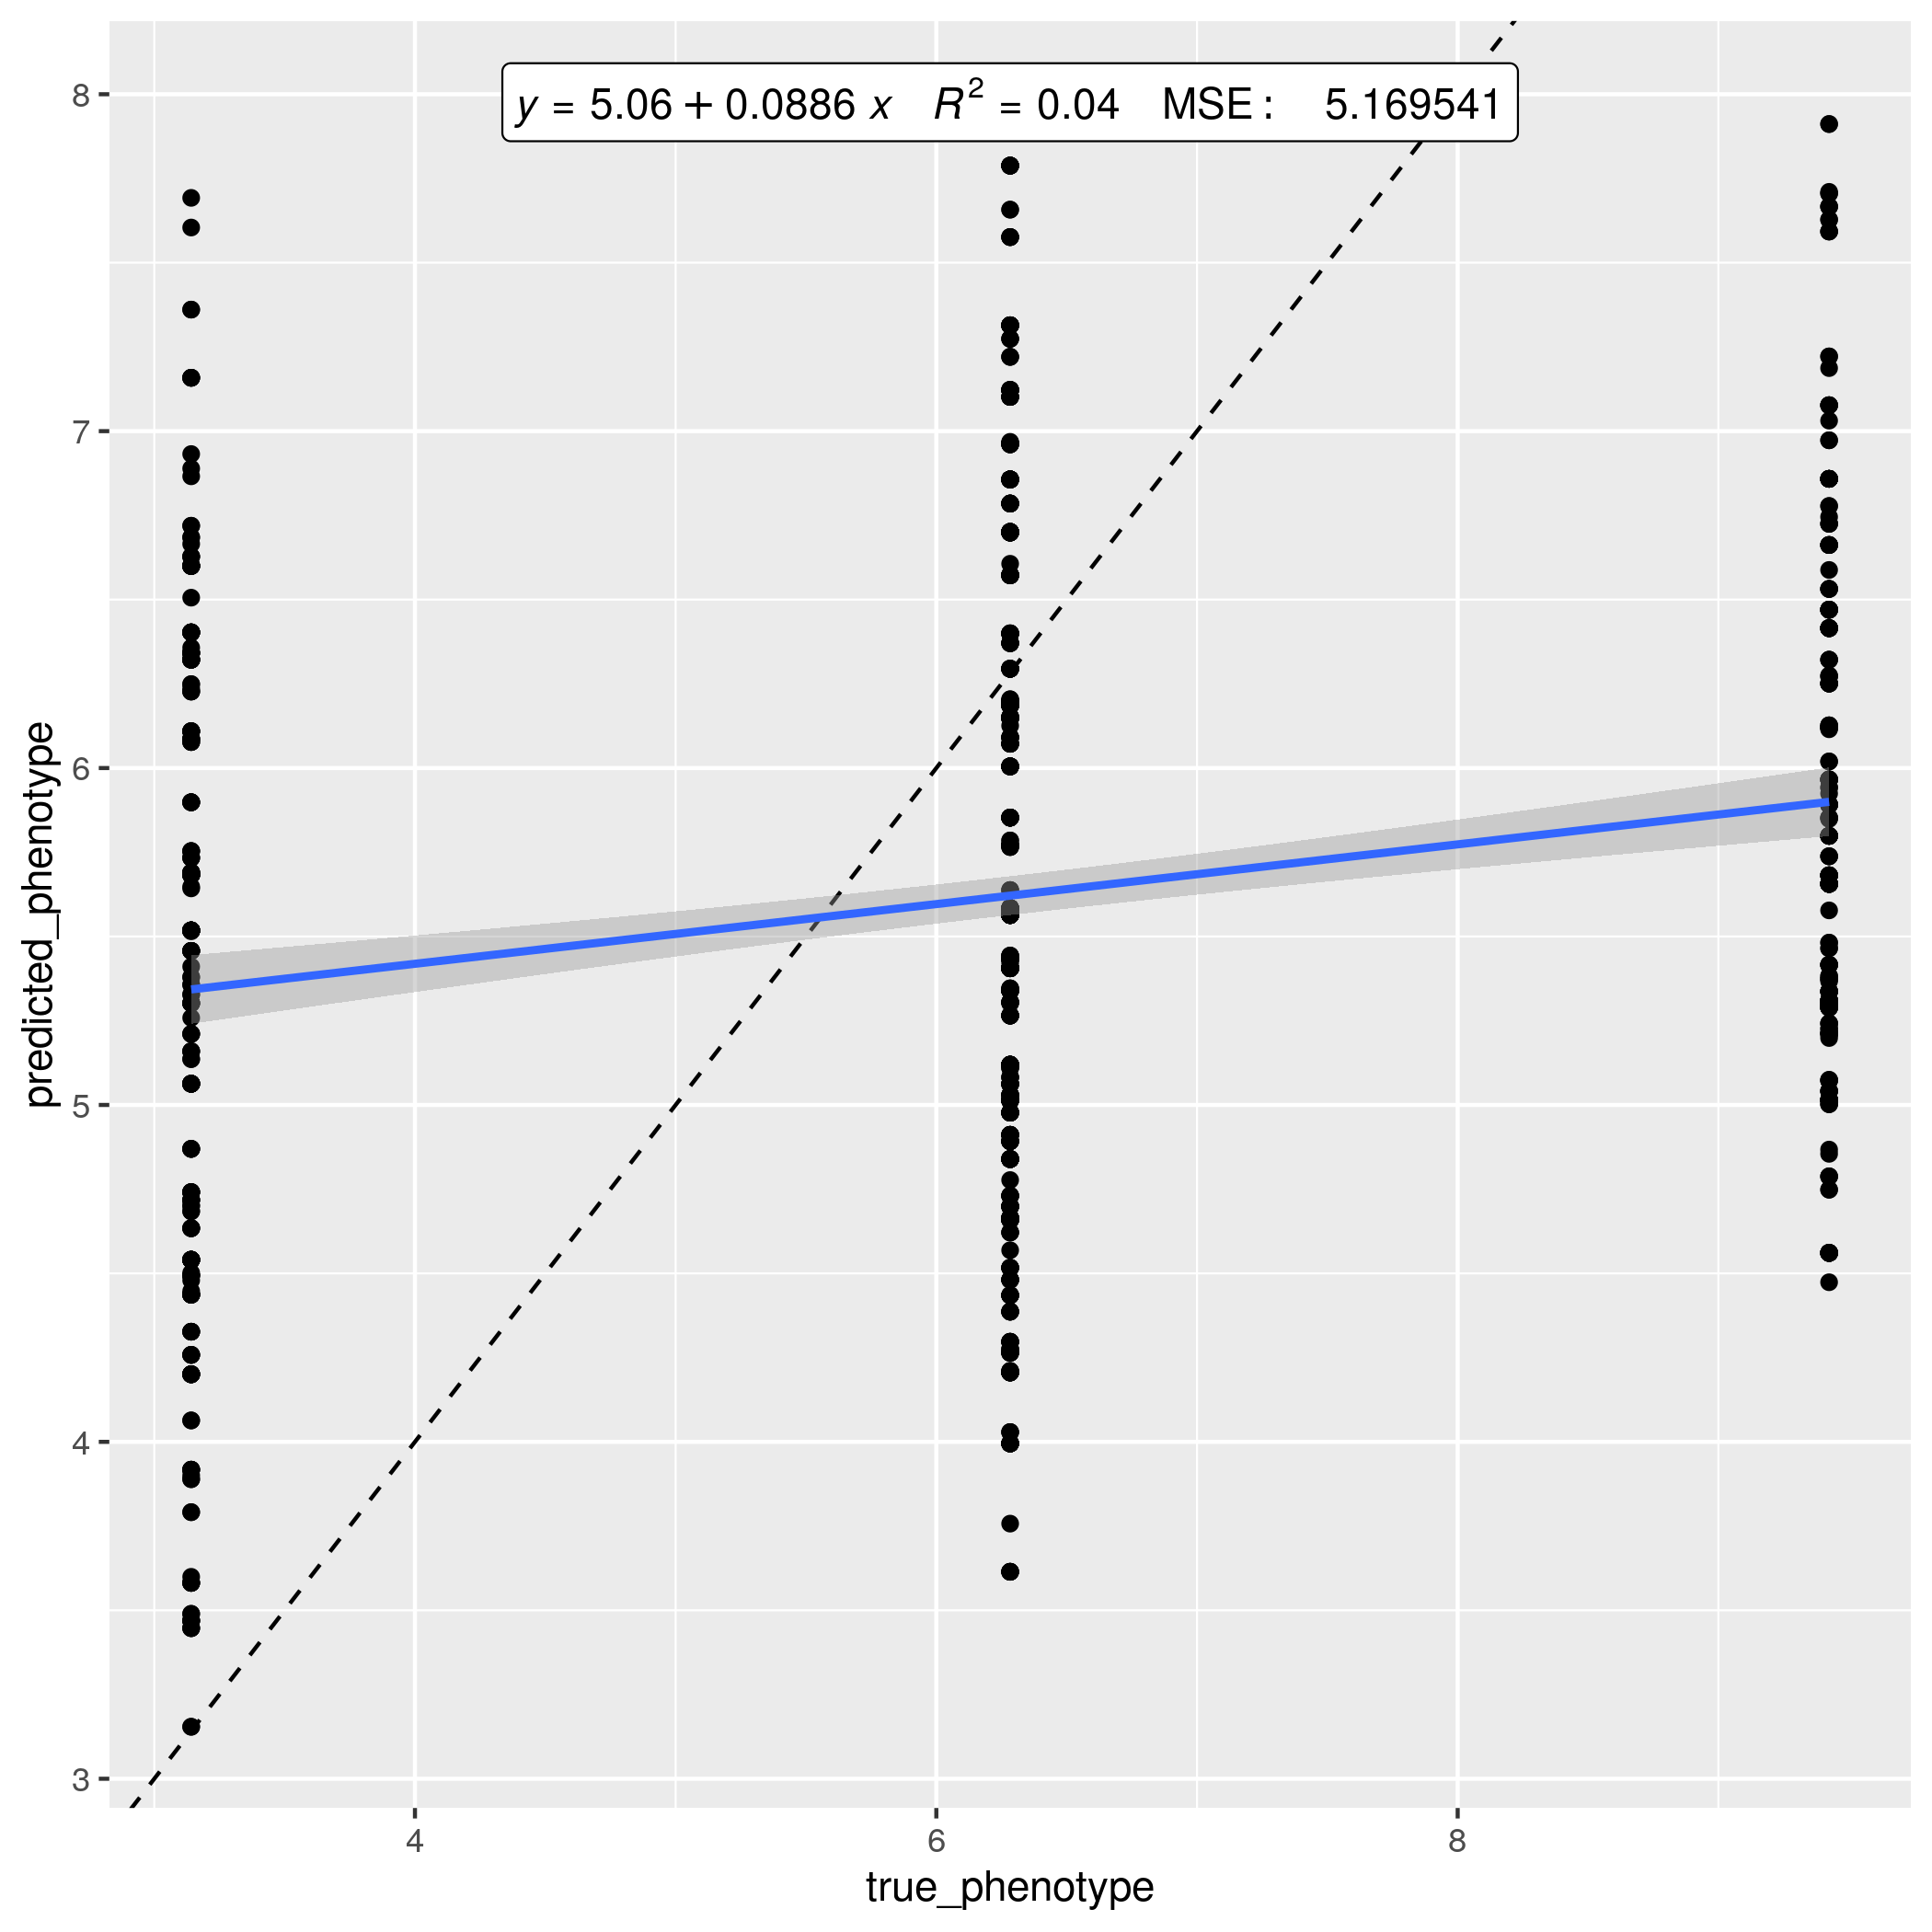 y = 5.06 + 0.0886 x R² = 0.04 MSE : 5.169541
8
7
6
5
4
3
predicted_phenotype
4 6 8
true_phenotype